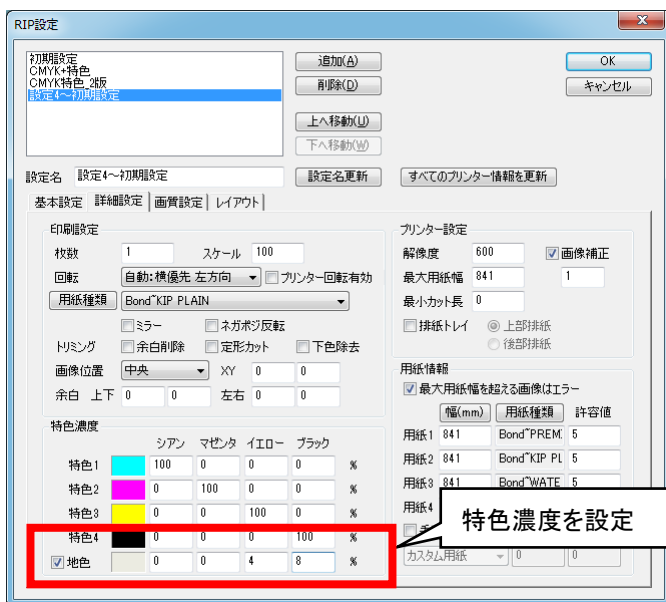 RIP設定
初期設定
CMYK+特色
CMYK特色_2版
設定4～初期設定
追加(A)
削除(D)
上へ移動(U)
下へ移動(W)
OK
キャンセル
設定名 設定4～初期設定 設定名更新 すべてのプリンター情報を更新
基本設定 詳細設定 画質設定 レイアウト
印刷設定
枚数 1 スケール 100
回転 自動:横優先 左方向 プリンター回転有効
用紙種類 Bond~KIP PLAIN
ミラー ネガポジ反転
トリミング 余白削除 定形カット 下色除去
画像位置 中央 XY 0 0
余白 上下 0 0 左右 0 0
プリンター設定
解像度 600 画像補正
最大用紙幅 841 1
最小カット長 0
排紙トレイ 上部排紙
後部排紙
用紙情報
最大用紙幅を超える画像はエラー
幅(mm) 用紙種類 許容値
用紙1 841 Bond~PREM 5
用紙2 841 Bond~KIP PL 5
用紙3 841 Bond~WATE 5
用紙4
カスタム用紙 0 0
特色濃度
シアン マゼンタ イエロー ブラック
特色1 100 0 0 0 %
特色2 0 100 0 0 %
特色3 0 0 100 0 %
特色4 0 0 0 100 %
地色 0 0 4 8 %
特色濃度を設定